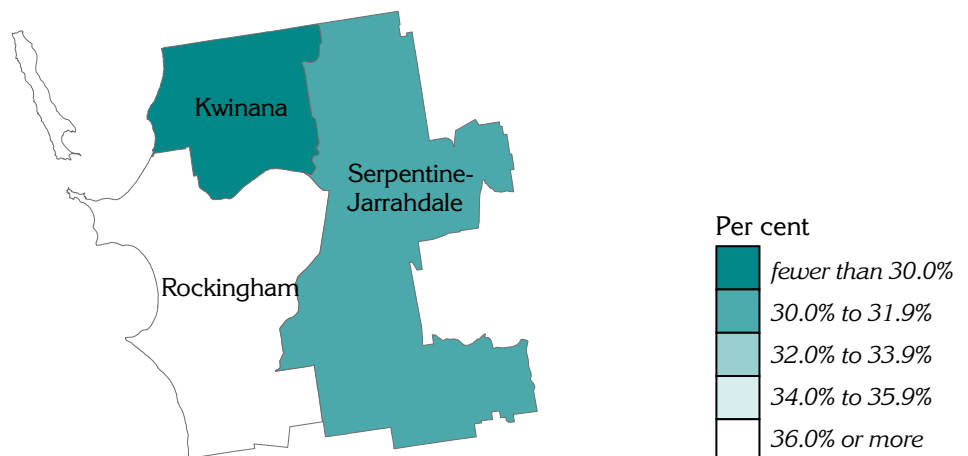 Kwinana
Serpentine-
Jarrahdale
Rockingham
Per cent
fewer than 30.0%
30.0% to 31.9%
32.0% to 33.9%
34.0% to 35.9%
36.0% or more